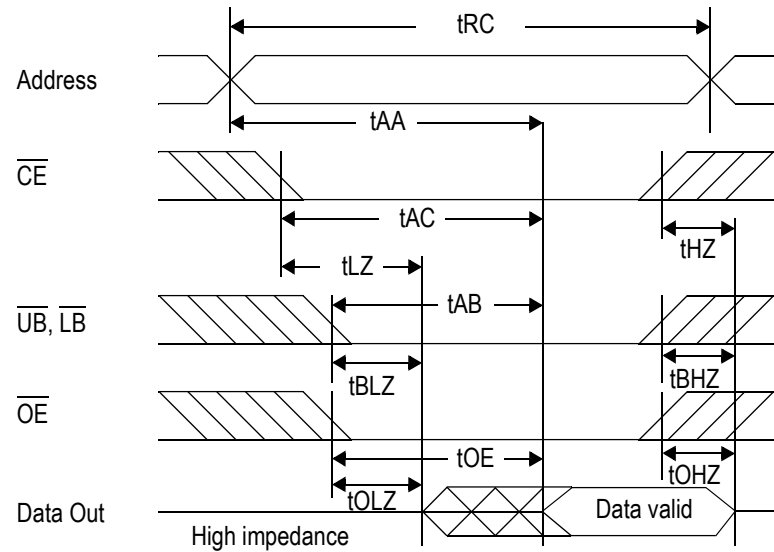 tRC
Address
tAA
CE
tAC
tHZ
tLZ
UB, LB
tAB
tBLZ
tBHZ
OE
tOE
tOHZ
tOLZ
Data Out
Data valid
High impedance